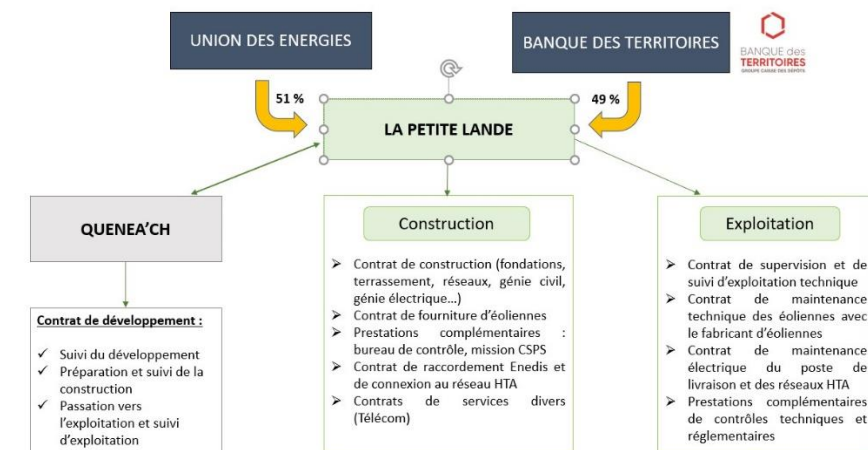 UNION DES ENERGIES
BANQUE DES TERRITOIRES
BANQUE des
TERRITOIRES
GROUPE CAISSE DES DÉPÔTS
51 %
49 %
LA PETITE LANDE
QUENEA’CH
Contrat de développement :
✓ Suivi du développement
✓ Préparation et suivi de la
construction
✓ Passation vers
l’exploitation et suivi
d’exploitation
Construction
➢ Contrat de construction (fondations,
terrassement, réseaux, génie civil,
génie électrique…)
➢ Contrat de fourniture d’éoliennes
➢ Prestations complémentaires :
bureau de contrôle, mission CSPS
➢ Contrat de raccordement Enedis et
de connexion au réseau HTA
➢ Contrats de services divers
(Télécom)
Exploitation
➢ Contrat de supervision et de
suivi d’exploitation technique
➢ Contrat de maintenance
technique des éoliennes avec
le fabricant d’éoliennes
➢ Contrat de maintenance
électrique du poste de
livraison et des réseaux HTA
➢ Prestations complémentaires
de contrôles techniques et
réglementaires